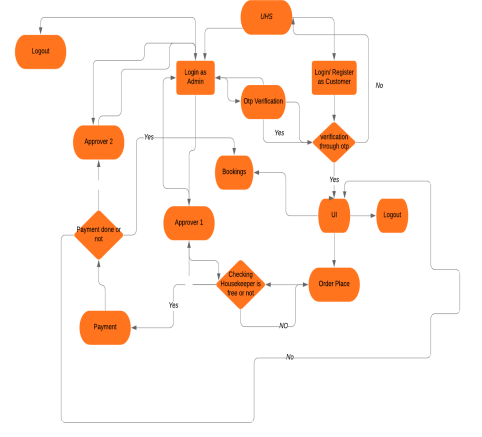 UHS
Logout
Login as
Admin
Login/ Register
as Customer
No
Otp Verification
Yes
verification
through otp
Approver 2
Yes
Bookings
Yes
Approver 1
UI
Logout
Payment done or
not
Checking
Housekeeper is
free or not.
Order Place
Yes
Payment
NO
No